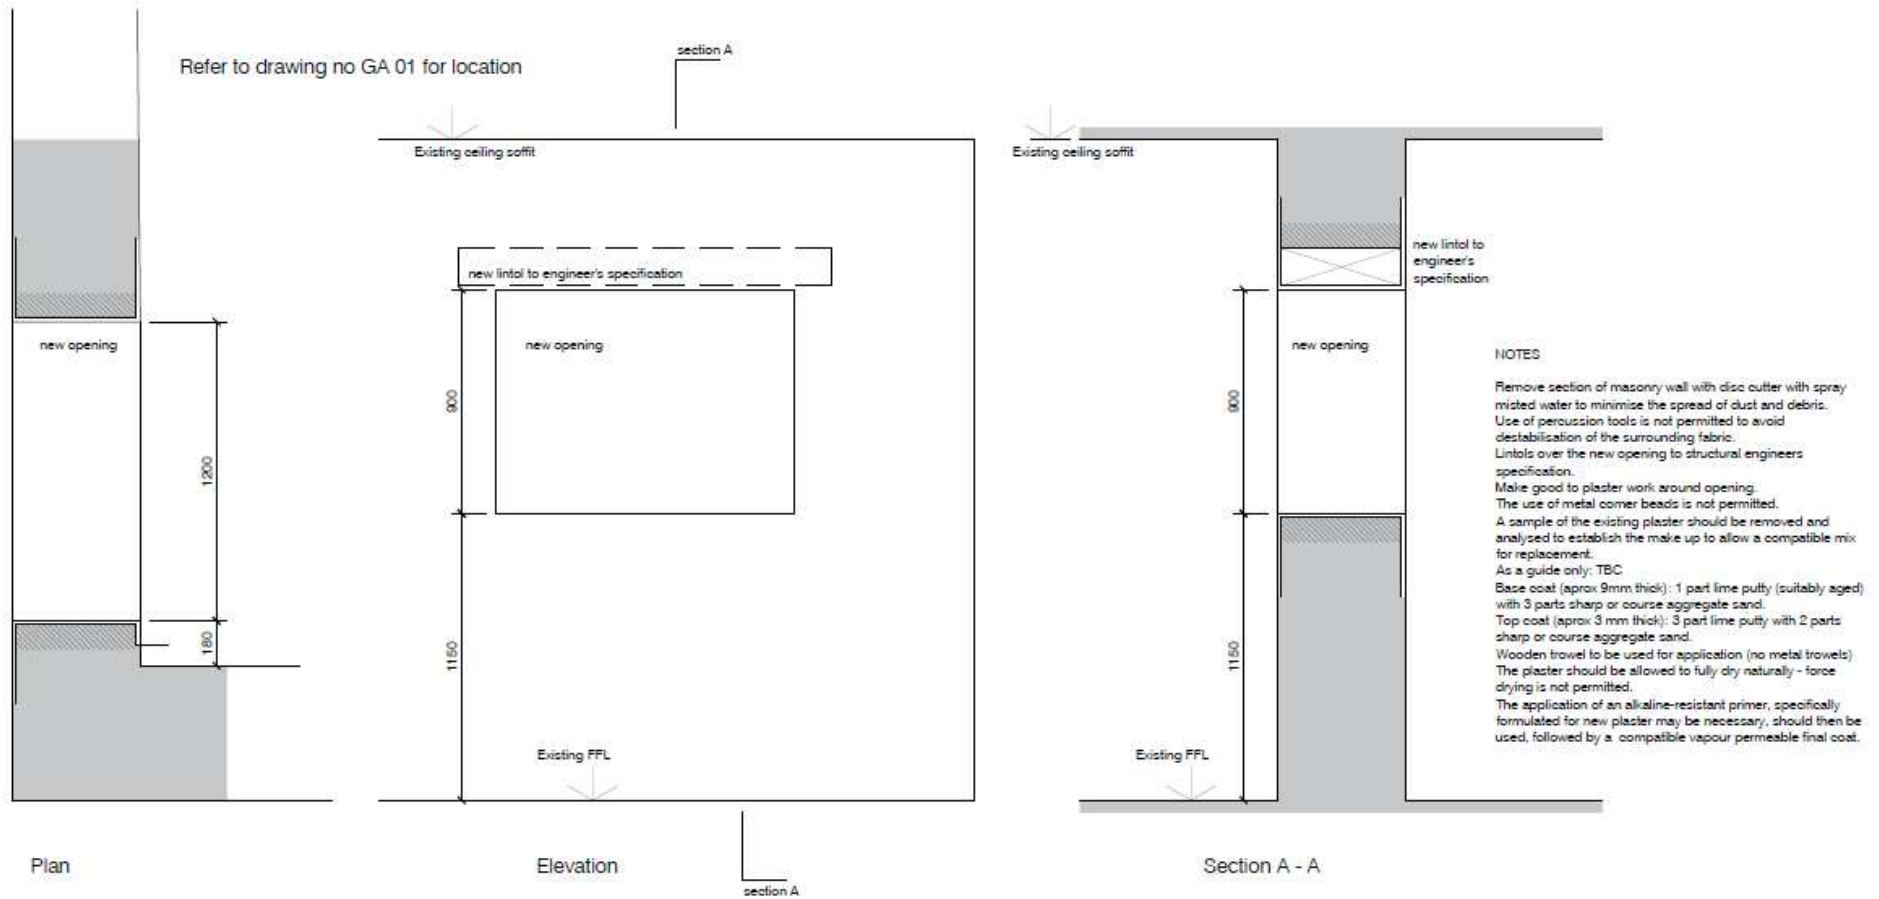 section A
Refer to drawing no GA 01 for location
Existing ceiling soffit
Existing ceiling soffit
new lintol to engineer's specification
new lintol to
engineer's
specification
new opening
new opening
new opening
900
900
1200
180
1150
1150
NOTES
Remove section of masonry wall with disc cutter with spray
misted water to minimise the spread of dust and debris.
Use of percussion tools is not permitted to avoid
destabilisation of the surrounding fabric.
Lintols over the new opening to structural engineers
specification.
Make good to plaster work around opening.
The use of metal corner beads is not permitted.
A sample of the existing plaster should be removed and
analysed to establish the make up to allow a compatible mix
for replacement.
As a guide only: TBC
Base coat (aprox 9mm thick): 1 part lime putty (suitably aged)
with 3 parts sharp or course aggregate sand.
Top coat (aprox 3 mm thick): 3 part lime putty with 2 parts
sharp or course aggregate sand.
Wooden trowel to be used for application (no metal trowels)
The plaster should be allowed to fully dry naturally - force
drying is not permitted.
The application of an alkaline-resistant primer, specifically
formulated for new plaster may be necessary, should then be
used, followed by a compatible vapour permeable final coat.
Existing FFL
Existing FFL
Plan
Elevation
Section A - A
section A